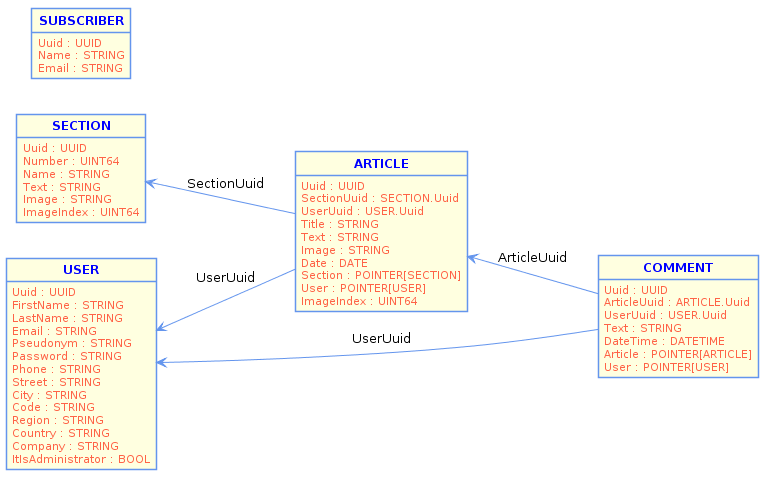 SUBSCRIBER
Uuid : UUID
Name : STRING
Email : STRING
SECTION
Uuid : UUID
Number : UINT64
Name : STRING
Text : STRING
Image : STRING
ImageIndex : UINT64
USER
Uuid : UUID
FirstName : STRING
LastName : STRING
Email : STRING
Pseudonym : STRING
Password : STRING
Phone : STRING
Street : STRING
City : STRING
Code : STRING
Region : STRING
Country : STRING
Company : STRING
ItIsAdministrator : BOOL
SectionUuid
UserUuid
ARTICLE
Uuid : UUID
SectionUuid : SECTION.Uuid
UserUuid : USER.Uuid
Title : STRING
Text : STRING
Image : STRING
Date : DATE
Section : POINTER[SECTION]
User : POINTER[USER]
ImageIndex : UINT64
ArticleUuid
UserUuid
COMMENT
Uuid : UUID
ArticleUuid : ARTICLE.Uuid
UserUuid : USER.Uuid
Text : STRING
DateTime : DATETIME
Article : POINTER[ARTICLE]
User : POINTER[USER]